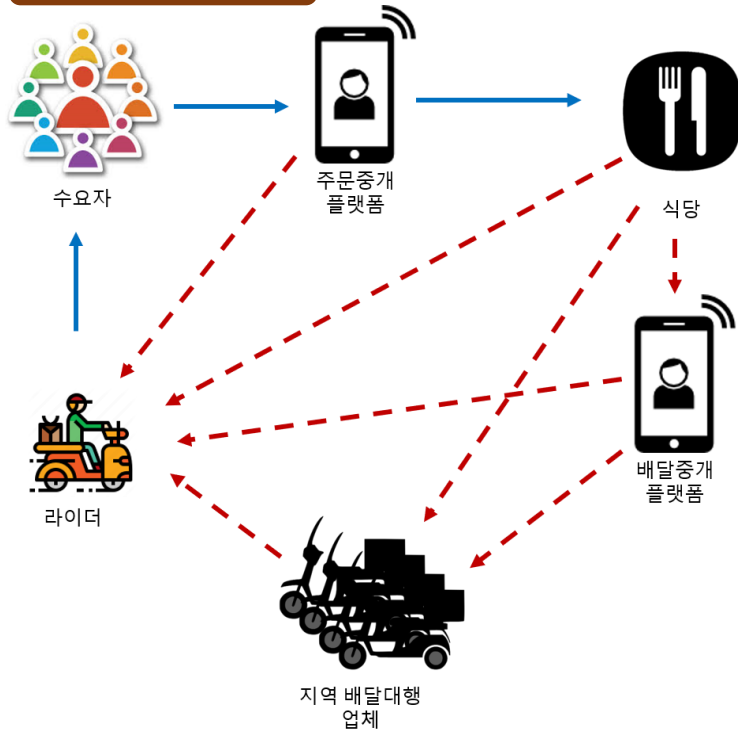 수요자
주문중개
플랫폼
식당
배달중개
플랫폼
라이더
지역 배달대행
업체